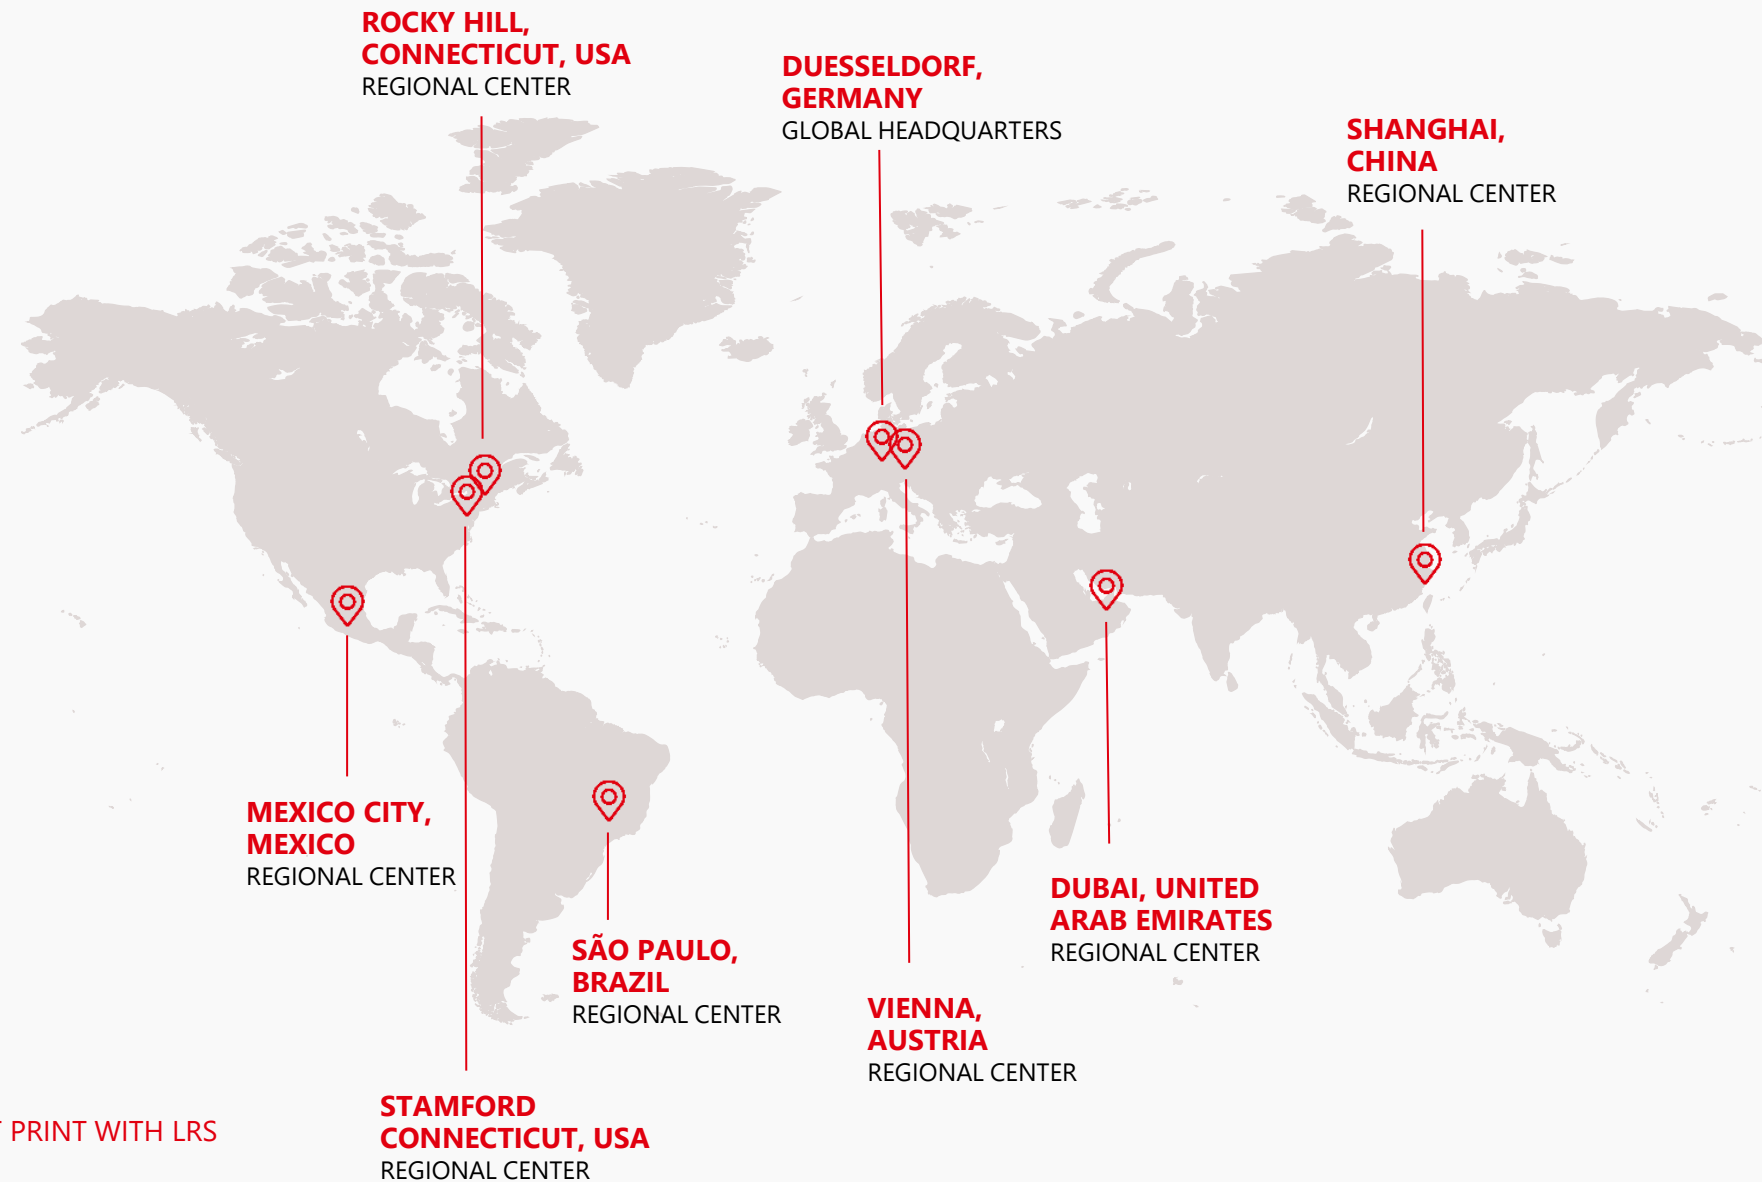 ROCKY HILL,
CONNECTICUT, USA
REGIONAL CENTER
DUESSELDORF,
GERMANY
GLOBAL HEADQUARTERS
SHANGHAI,
CHINA
REGIONAL CENTER
MEXICO CITY,
MEXICO
REGIONAL CENTER
SÃO PAULO,
BRAZIL
REGIONAL CENTER
DUBAI, UNITED
ARAB EMIRATES
REGIONAL CENTER
VIENNA,
AUSTRIA
REGIONAL CENTER
STAMFORD
CONNECTICUT, USA
REGIONAL CENTER
PRINT WITH LRS